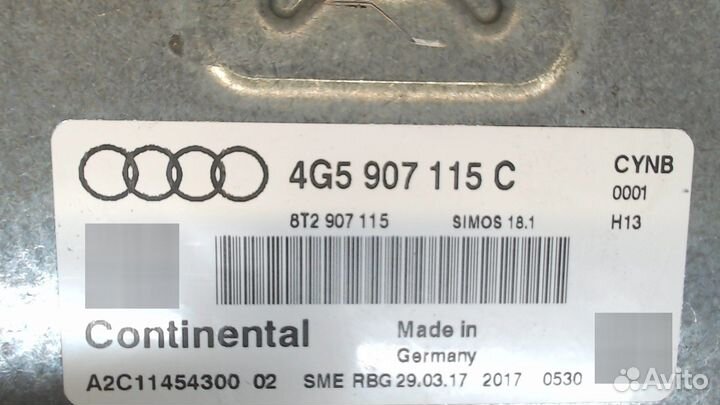 4G5 907 115 C
CYNB
0001
8T2 907 115 SIMOS 18.1 H13
Continental
Made in
Germany
A2C11454300 02 SME RBG 29.03.17 2017 0530
Avito